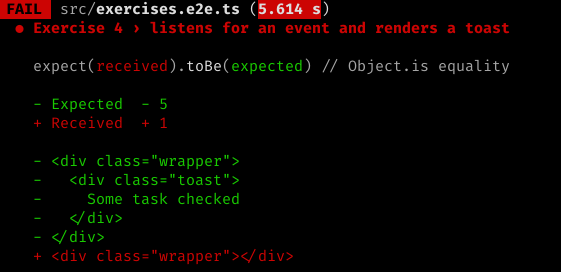 FAIL src/exercises.e2e.ts (5.614 s)
● Exercise 4 › listens for an event and renders a toast
expect(received).toBe(expected) // Object.is equality
- Expected  - 5
+ Received  + 1
- <div class="wrapper">
-   <div class="toast">
-     Some task checked
-   </div>
- </div>
+ <div class="wrapper"></div>